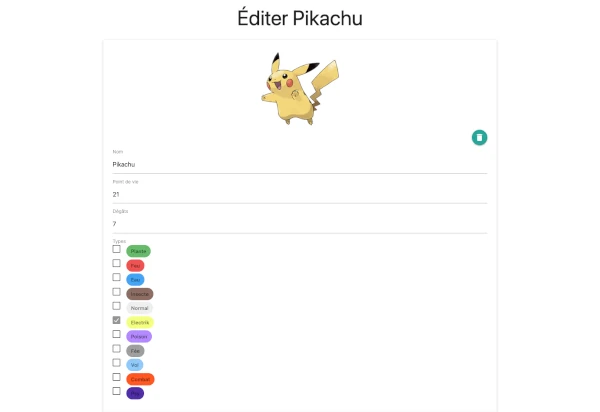 Éditer Pikachu
Nom
Pikachu
Point de vie
21
Dégâts
7
Types
Plante
Feu
Eau
Insecte
Normal
Electrik
Poison
Fée
Vol
Combat
Psy